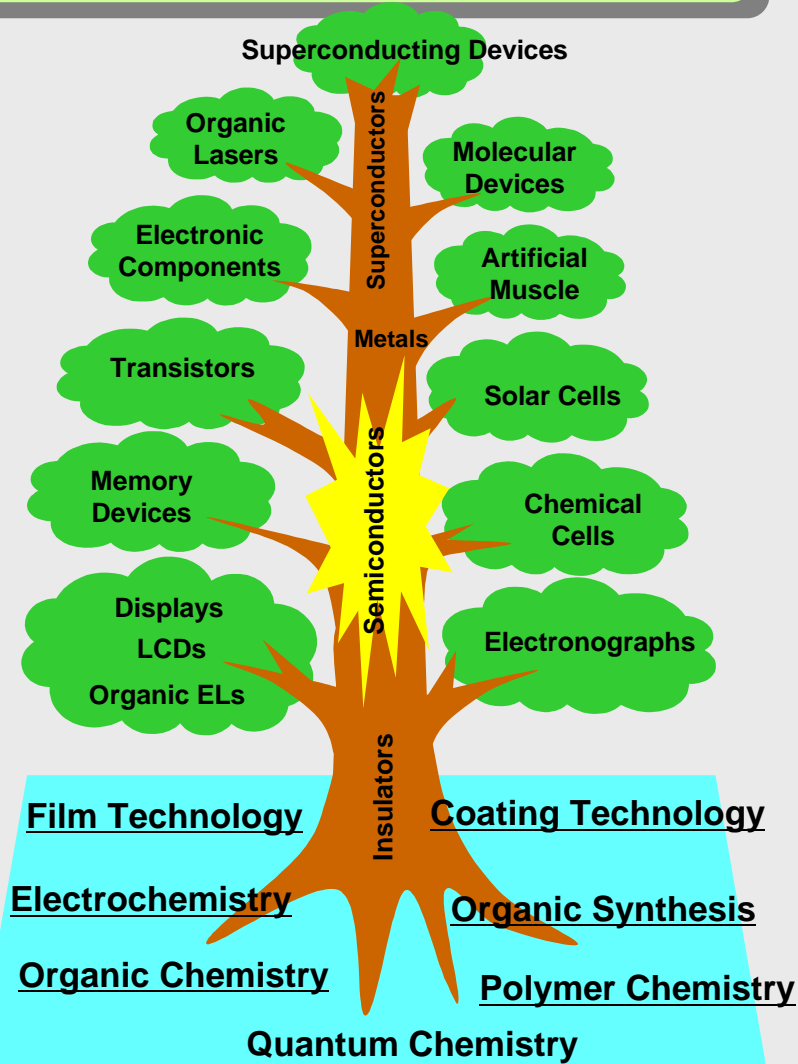 Superconducting Devices
Organic
Lasers
Molecular
Devices
Superconductors
Electronic
Components
Artificial
Muscle
Metals
Transistors
Solar Cells
Semiconductors
Memory
Devices
Chemical
Cells
Displays
LCDs
Organic ELs
Electronographs
Insulators
Film Technology
Coating Technology
Electrochemistry
Organic Synthesis
Organic Chemistry
Polymer Chemistry
Quantum Chemistry